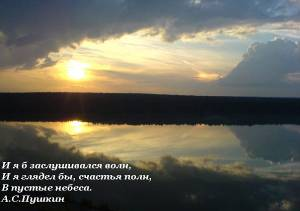 И я б заслушивался волн,
И я глядел бы, счастья полн,
В пустые небеса.
А.С.Пушкин